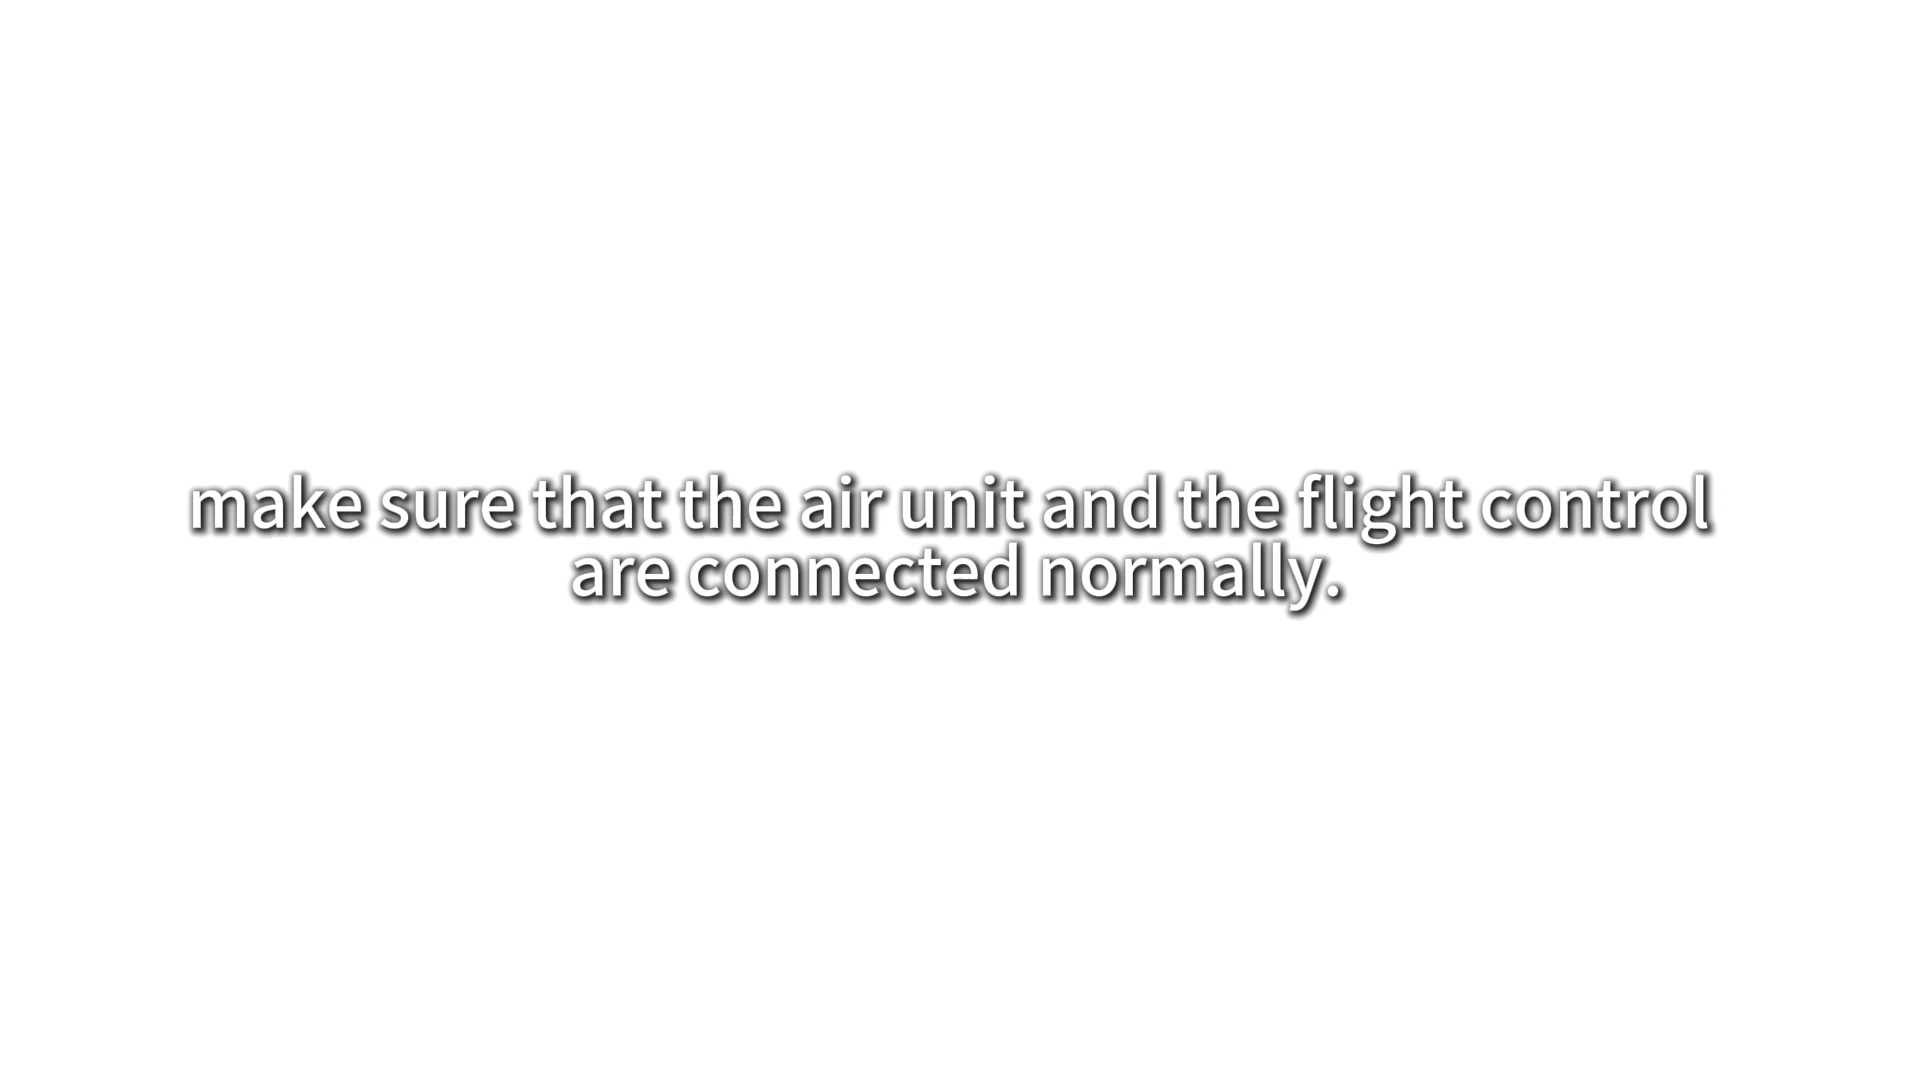 make sure that the air unit and the flight control
are connected normally.